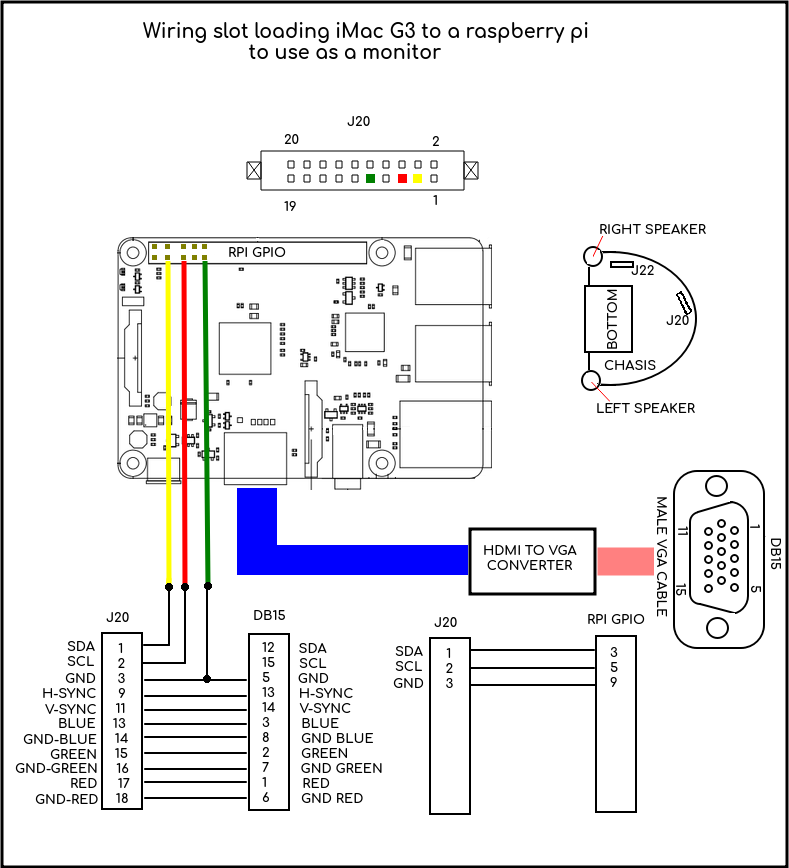 Wiring slot loading iMac G3 to a raspberry pi
to use as a monitor
J20
20
2
19
1
RPI GPIO
RIGHT SPEAKER
J22
J20
BOTTOM
CHASIS
LEFT SPEAKER
HDMI TO VGA
CONVERTER
MALE VGA CABLE
11
1
15
5
DB15
J20
DB15
SDA 1 12 SDA
SCL 2 15 SCL
GND 3 5 GND
H-SYNC 9 13 H-SYNC
V-SYNC 11 14 V-SYNC
BLUE 13 3 BLUE
GND-BLUE 14 8 GND BLUE
GREEN 15 2 GREEN
GND-GREEN 16 7 GND GREEN
RED 17 1 RED
GND-RED 18 6 GND RED
J20
RPI GPIO
SDA 1 3
SCL 2 5
GND 3 9